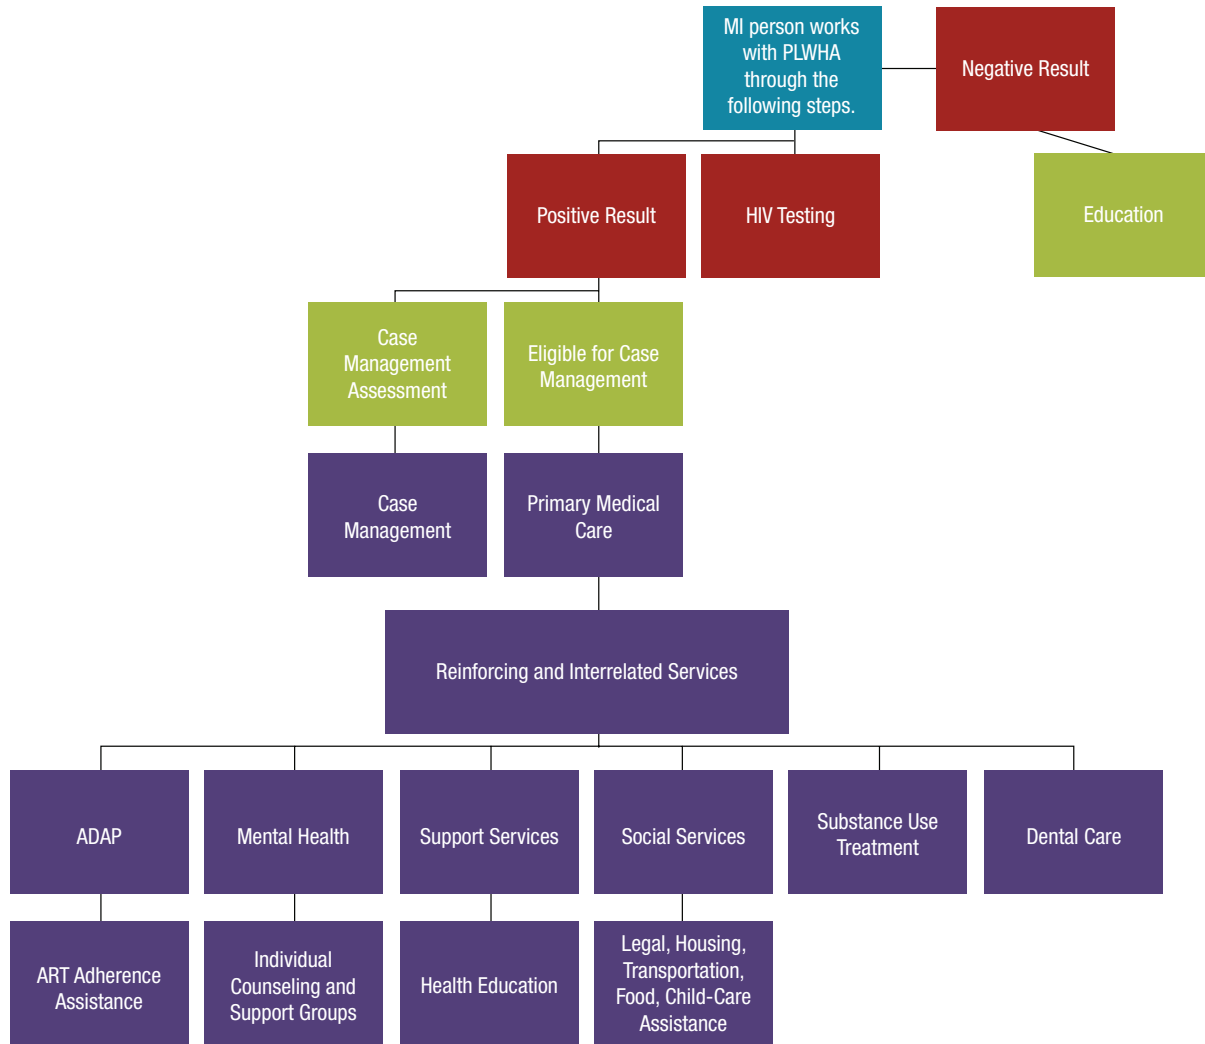 MI person works
with PLWHA
through the
following steps.
Negative Result
Positive Result
HIV Testing
Education
Case
Management
Assessment
Eligible for Case
Management
Case
Management
Primary Medical
Care
Reinforcing and Interrelated Services
ADAP
Mental Health
Support Services
Social Services
Substance Use
Treatment
Dental Care
ART Adherence
Assistance
Individual
Counseling and
Support Groups
Health Education
Legal, Housing,
Transportation,
Food, Child-Care
Assistance